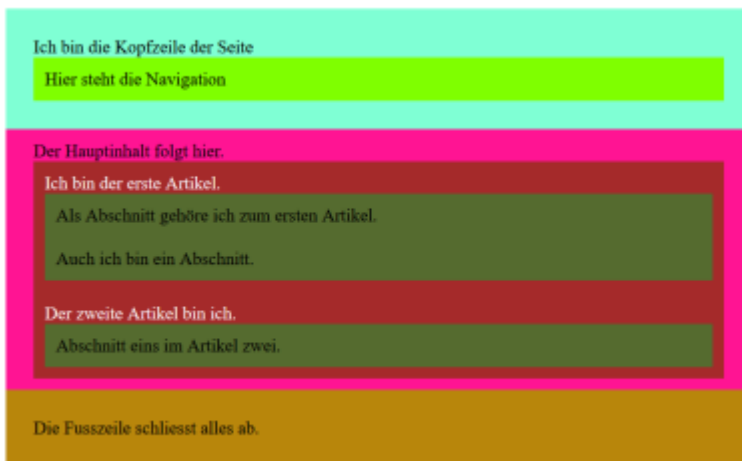 Ich bin die Kopfzeile der Seite
Hier steht die Navigation
Der Hauptinhalt folgt hier.
Ich bin der erste Artikel.
Als Abschnitt gehöre ich zum ersten Artikel.
Auch ich bin ein Abschnitt.
Der zweite Artikel bin ich.
Abschnitt eins im Artikel zwei.
Die Fusszeile schliesst alles ab.